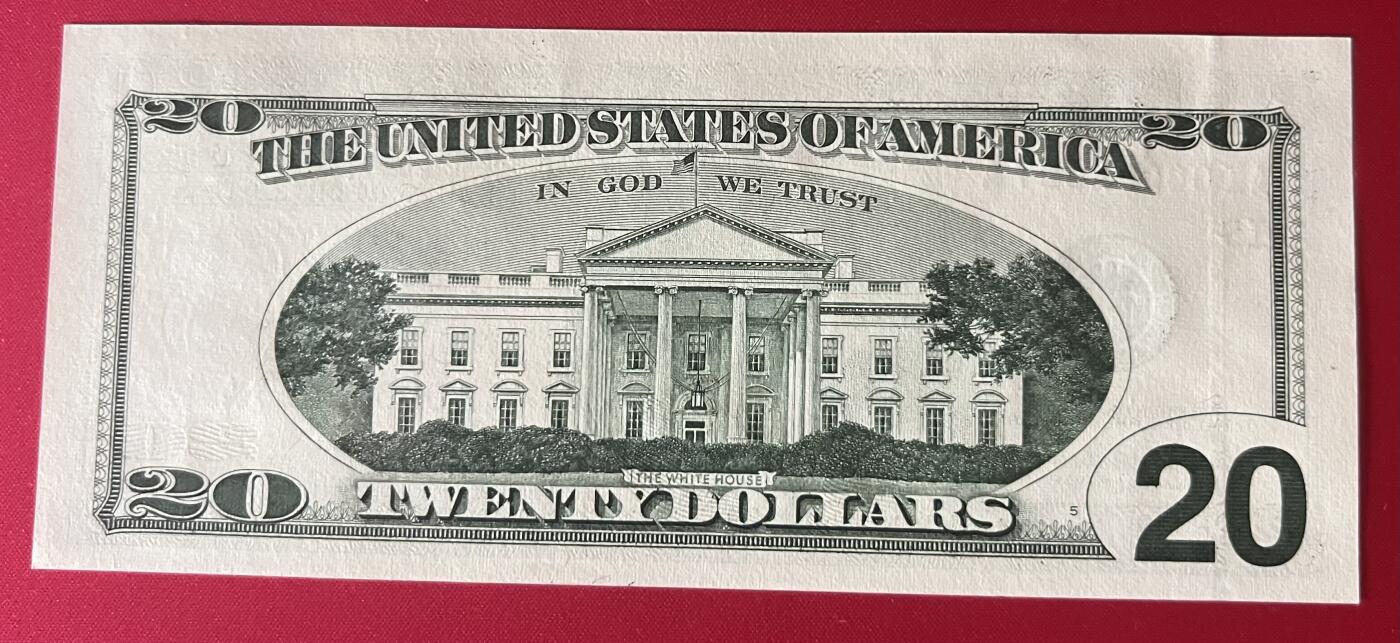 20 THE UNITED STATES OF AMERICA 20
IN GOD WE TRUST
THE WHITE HOUSE
20 TWENTY DOLLARS 5 20